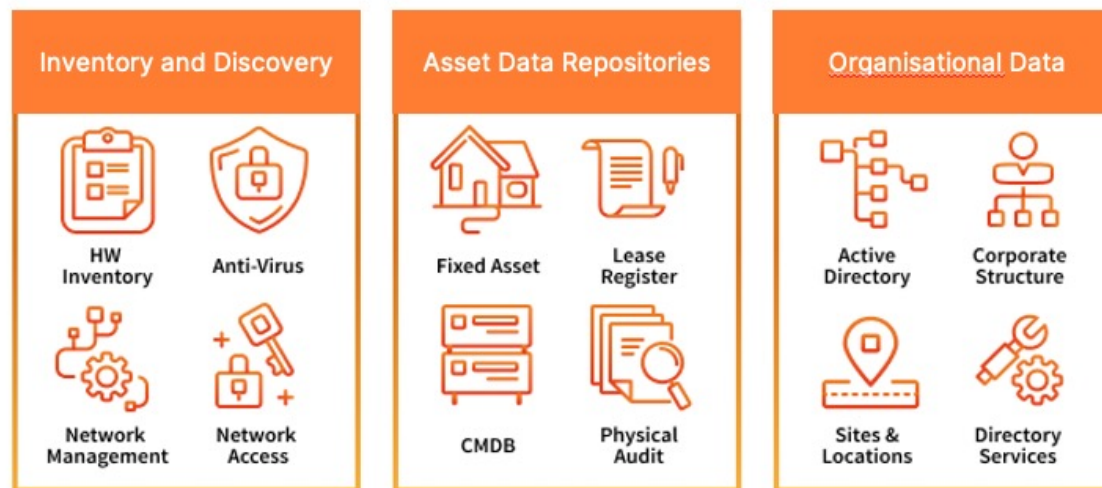 Inventory and Discovery
HW
Inventory
Anti-Virus
Network
Management
Network
Access
Asset Data Repositories
Fixed Asset
Lease
Register
CMDB
Physical
Audit
Organisational Data
Active
Directory
Corporate
Structure
Sites &
Locations
Directory
Services